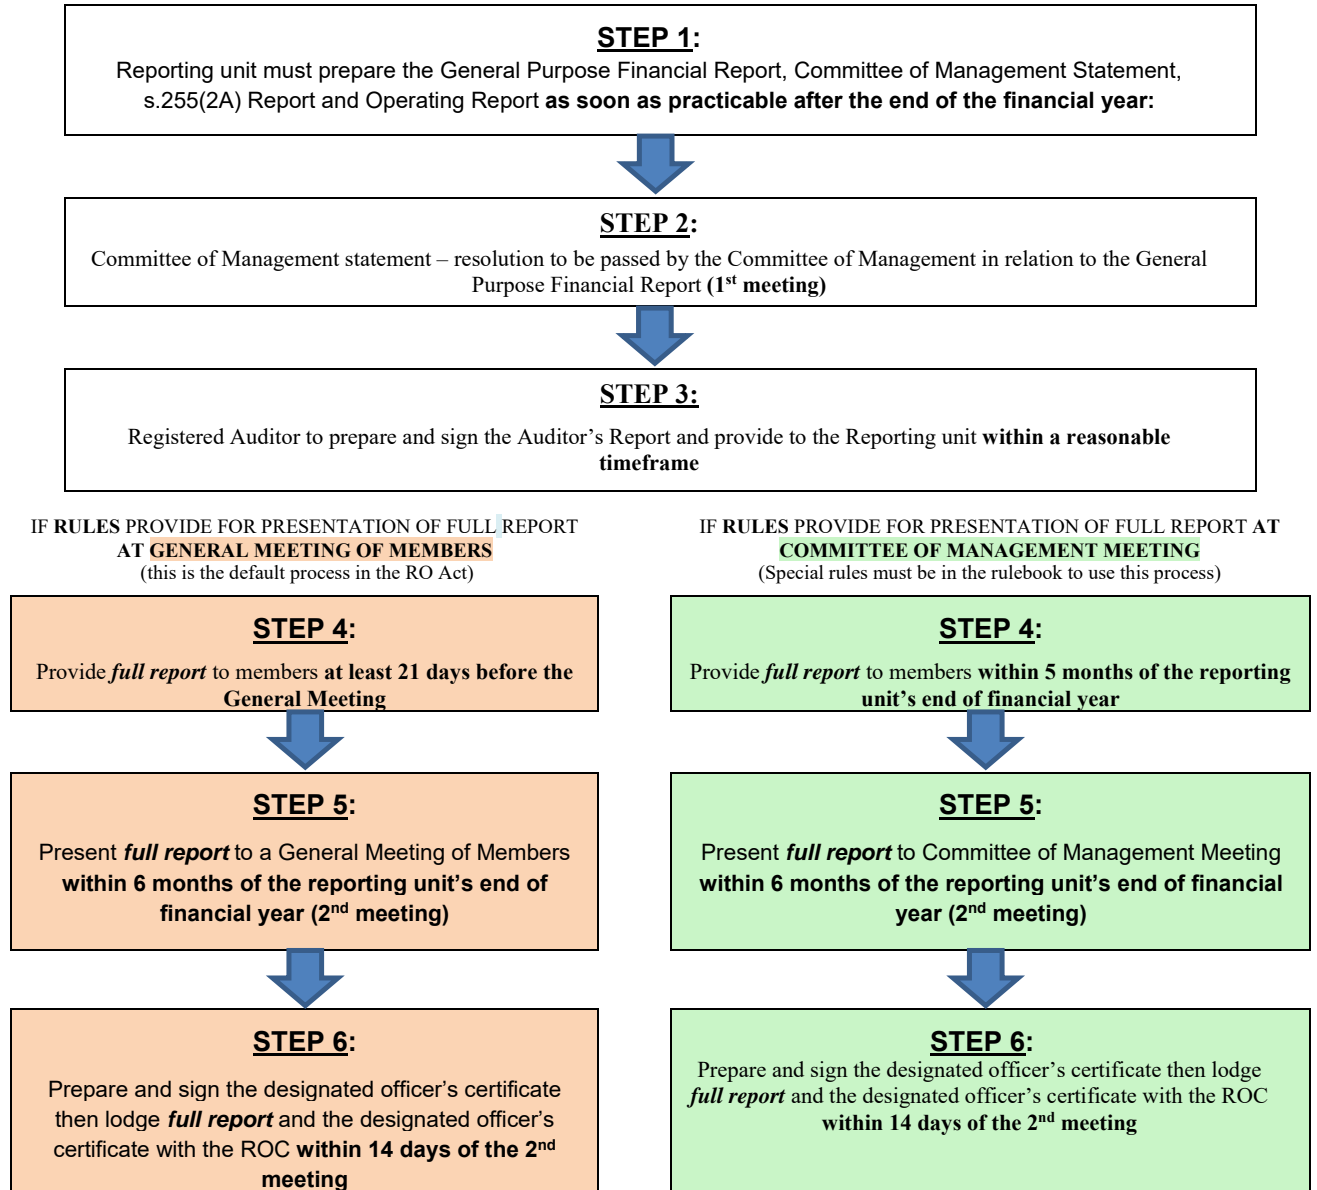 STEP 1:
Reporting unit must prepare the General Purpose Financial Report, Committee of Management Statement,
s.255(2A) Report and Operating Report as soon as practicable after the end of the financial year:
STEP 2:
Committee of Management statement – resolution to be passed by the Committee of Management in relation to the General
Purpose Financial Report (1st meeting)
STEP 3:
Registered Auditor to prepare and sign the Auditor's Report and provide to the Reporting unit within a reasonable
timeframe
IF RULES PROVIDE FOR PRESENTATION OF FULL REPORT
AT GENERAL MEETING OF MEMBERS
(this is the default process in the RO Act)
STEP 4:
Provide full report to members at least 21 days before the
General Meeting
STEP 5:
Present full report to a General Meeting of Members
within 6 months of the reporting unit's end of
financial year (2nd meeting)
STEP 6:
Prepare and sign the designated officer's certificate
then lodge full report and the designated officer's
certificate with the ROC within 14 days of the 2nd
meeting
IF RULES PROVIDE FOR PRESENTATION OF FULL REPORT AT
COMMITTEE OF MANAGEMENT MEETING
(Special rules must be in the rulebook to use this process)
STEP 4:
Provide full report to members within 5 months of the reporting
unit's end of financial year
STEP 5:
Present full report to Committee of Management Meeting
within 6 months of the reporting unit's end of financial
year (2nd meeting)
STEP 6:
Prepare and sign the designated officer's certificate then lodge
full report and the designated officer's certificate with the ROC
within 14 days of the 2nd meeting